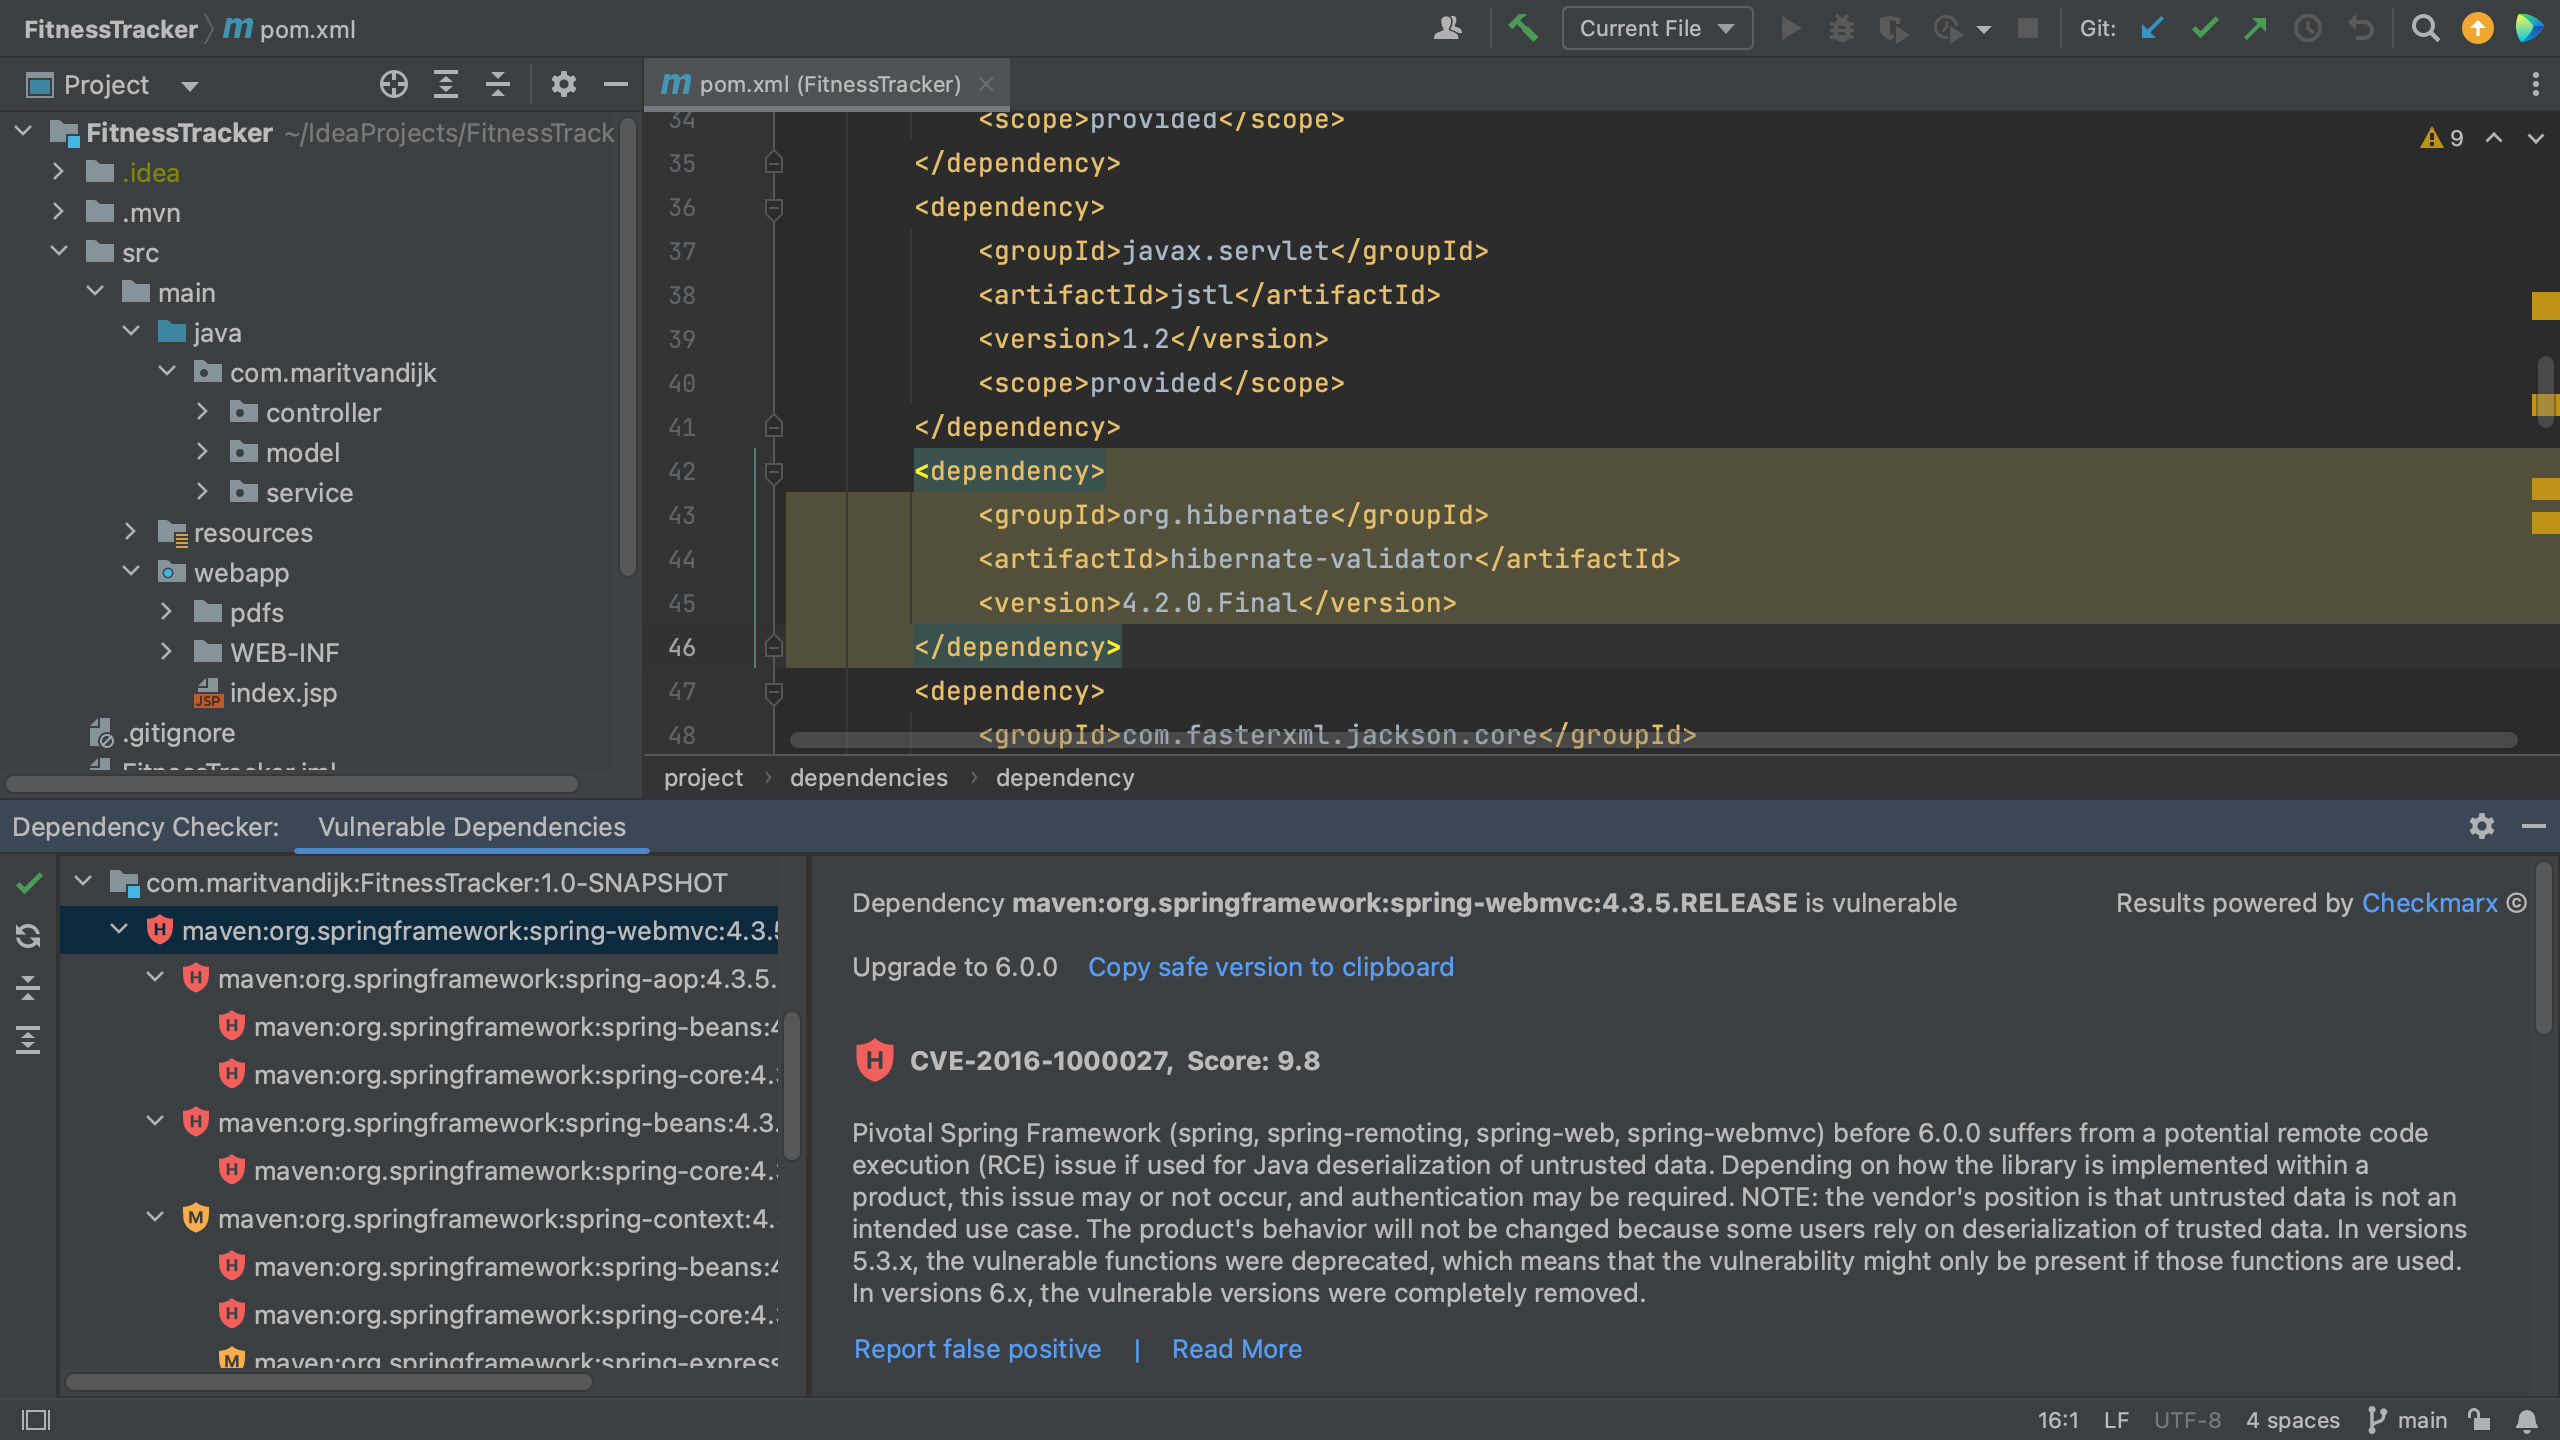 FitnessTracker
m pom.xml
Current File
Git:
Project
m pom.xml (FitnessTracker)
FitnessTracker ~/IdeaProjects/FitnessTrack
.idea
.mvn
src
main
java
com.maritvandijk
controller
model
service
resources
webapp
pdfs
WEB-INF
JSP index.jsp
.gitignore
FitnessTracker.iml
9
34 <scope>provided</scope>
35 </dependency>
36 <dependency>
37 <groupId>javax.servlet</groupId>
38 <artifactId>jstl</artifactId>
39 <version>1.2</version>
40 <scope>provided</scope>
41 </dependency>
42 <dependency>
43 <groupId>org.hibernate</groupId>
44 <artifactId>hibernate-validator</artifactId>
45 <version>4.2.0.Final</version>
46 </dependency>
47 <dependency>
48 <groupId>com.fasterxml.jackson.core</groupId>
project > dependencies > dependency
Dependency Checker: Vulnerable Dependencies
com.maritvandijk:FitnessTracker:1.0-SNAPSHOT
H maven:org.springframework:spring-webmvc:4.3.5
H maven:org.springframework:spring-aop:4.3.5.
H maven:org.springframework:spring-beans:4
H maven:org.springframework:spring-core:4.3
H maven:org.springframework:spring-beans:4.3.
H maven:org.springframework:spring-core:4.3
M maven:org.springframework:spring-context:4.
H maven:org.springframework:spring-beans:4
H maven:org.springframework:spring-core:4.3
M maven:org.springframework:spring-express
Dependency maven:org.springframework:spring-webmvc:4.3.5.RELEASE is vulnerable
Results powered by Checkmarx ©
Upgrade to 6.0.0 Copy safe version to clipboard
H CVE-2016-1000027, Score: 9.8
Pivotal Spring Framework (spring, spring-remoting, spring-web, spring-webmvc) before 6.0.0 suffers from a potential remote code
execution (RCE) issue if used for Java deserialization of untrusted data. Depending on how the library is implemented within a
product, this issue may or not occur, and authentication may be required. NOTE: the vendor's position is that untrusted data is not an
intended use case. The product's behavior will not be changed because some users rely on deserialization of trusted data. In versions
5.3.x, the vulnerable functions were deprecated, which means that the vulnerability might only be present if those functions are used.
In versions 6.x, the vulnerable versions were completely removed.
Report false positive | Read More
16:1 LF UTF-8 4 spaces main